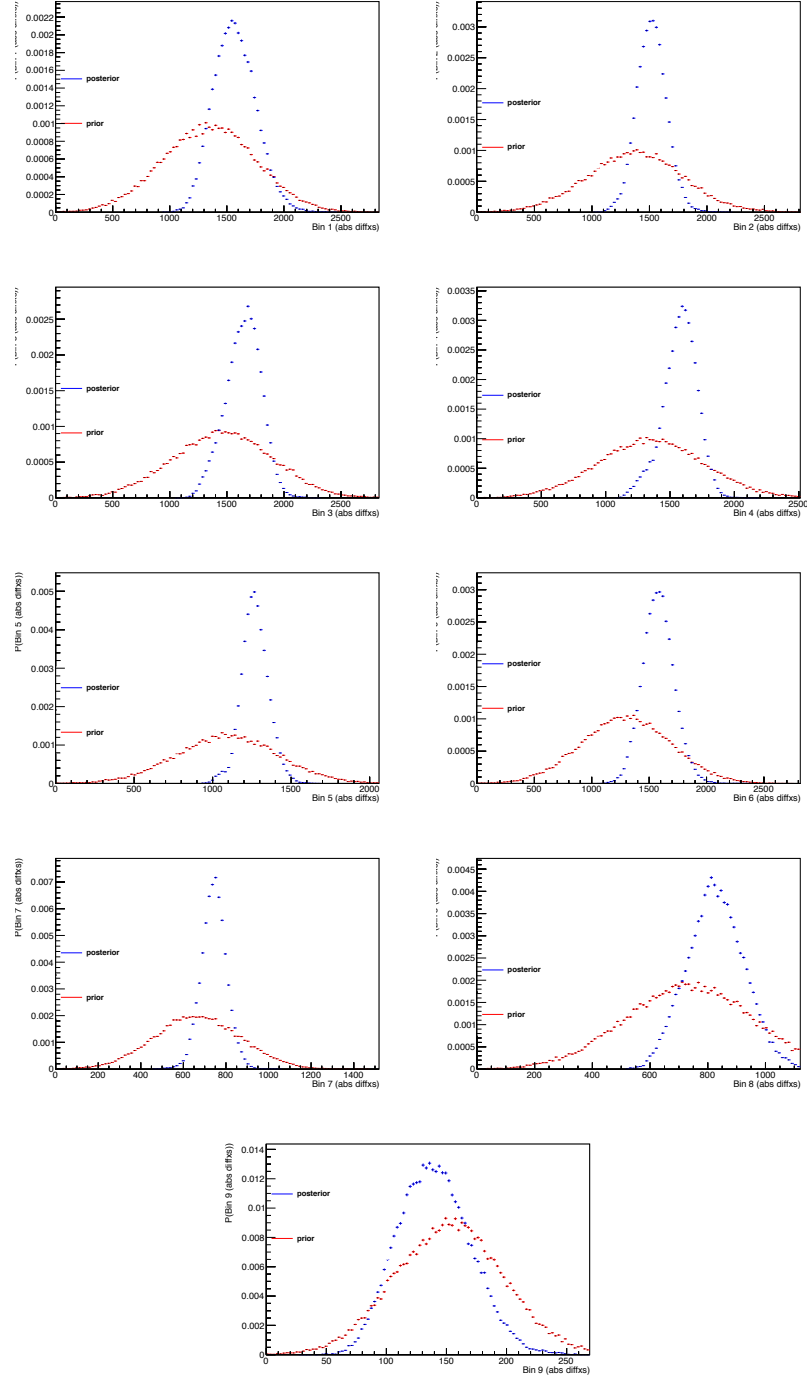 0.0022
0.002
0.0018
0.0016
0.0014
0.0012
0.001
0.0008
0.0006
0.0004
0.0002
0
posterior
prior
0 500 1000 1500 2000 2500
Bin 1 (abs diffxs)
0.003
0.0025
0.002
0.0015
0.001
0.0005
0
posterior
prior
0 500 1000 1500 2000 2500
Bin 2 (abs diffxs)
0.0025
0.002
0.0015
0.001
0.0005
0
posterior
prior
0 500 1000 1500 2000 2500
Bin 3 (abs diffxs)
0.0035
0.003
0.0025
0.002
0.0015
0.001
0.0005
0
posterior
prior
0 500 1000 1500 2000 2500
Bin 4 (abs diffxs)
P(Bin 5 (abs diffxs))
0.005
0.004
0.003
0.002
0.001
0
posterior
prior
0 500 1000 1500 2000
Bin 5 (abs diffxs)
0.003
0.0025
0.002
0.0015
0.001
0.0005
0
posterior
prior
0 500 1000 1500 2000 2500
Bin 6 (abs diffxs)
P(Bin 7 (abs diffxs))
0.007
0.006
0.005
0.004
0.003
0.002
0.001
0
posterior
prior
0 200 400 600 800 1000 1200 1400
Bin 7 (abs diffxs)
0.0045
0.004
0.0035
0.003
0.0025
0.002
0.0015
0.001
0.0005
0
posterior
prior
0 200 400 600 800 1000
Bin 8 (abs diffxs)
P(Bin 9 (abs diffxs))
0.014
0.012
0.01
0.008
0.006
0.004
0.002
0
posterior
prior
0 50 100 150 200 250
Bin 9 (abs diffxs)